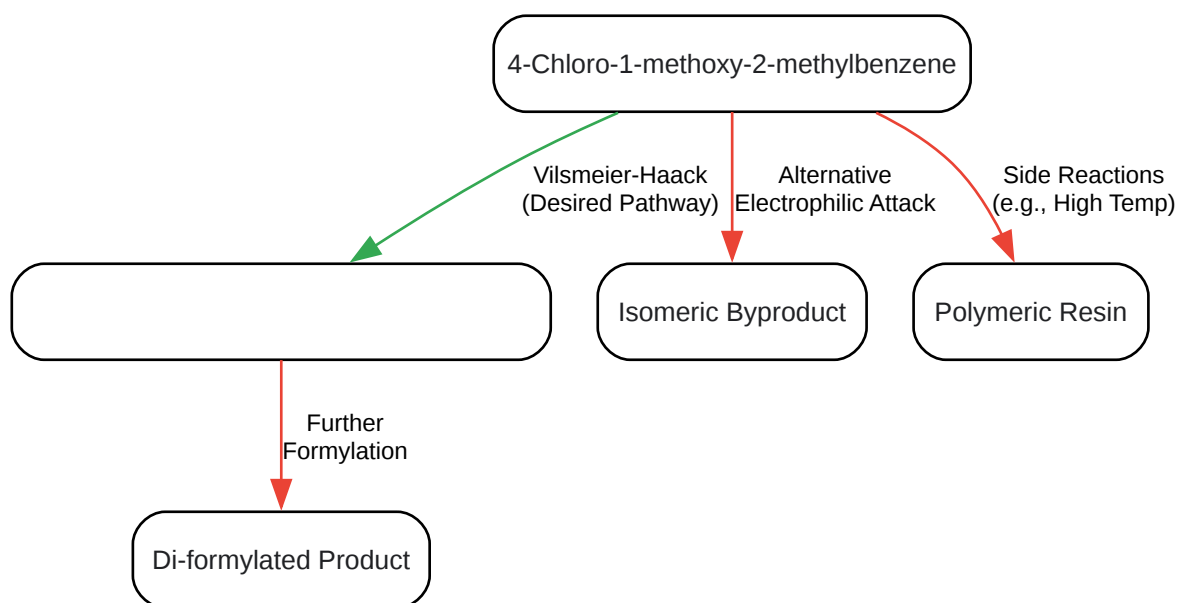 4-Chloro-1-methoxy-2-methylbenzene
Vilsmeier-Haack
(Desired Pathway)
Alternative
Electrophilic Attack
Side Reactions
(e.g., High Temp)
Isomeric Byproduct
Polymeric Resin
Further
Formylation
Di-formylated Product